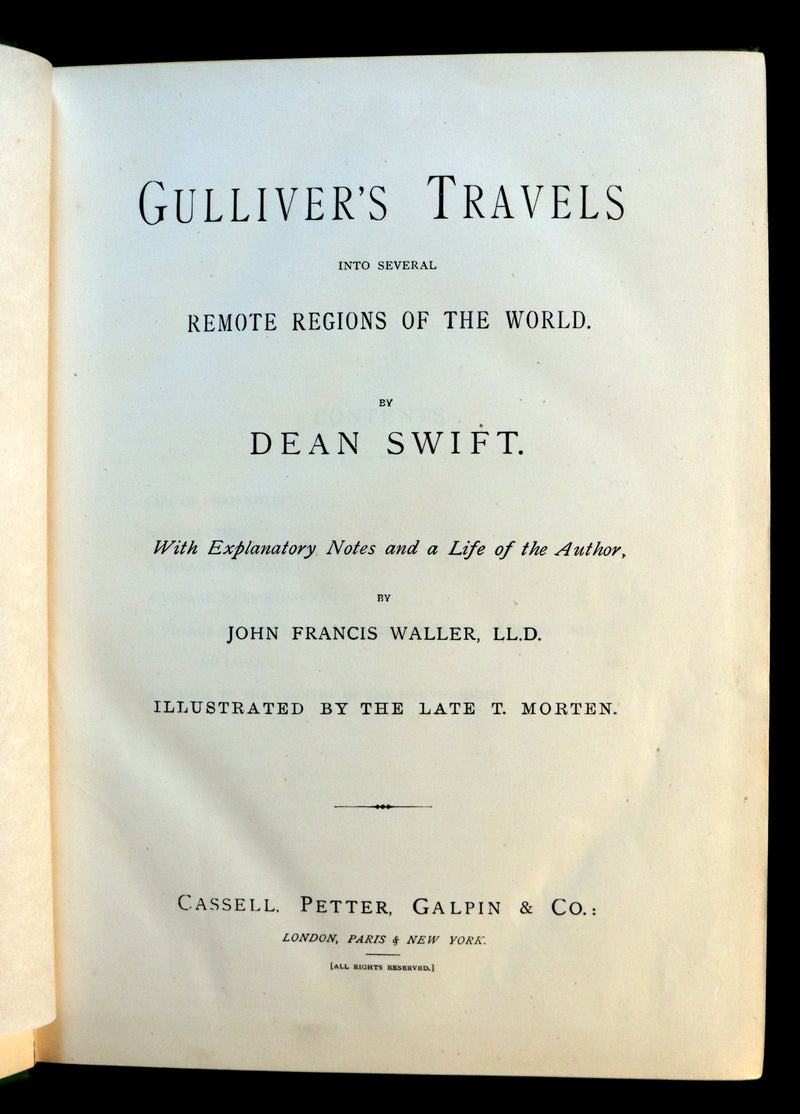 GULLIVER'S TRAVELS
INTO SEVERAL
REMOTE REGIONS OF THE WORLD.
BY
DEAN SWIFT.
With Explanatory Notes and a Life of the Author,
BY
JOHN FRANCIS WALLER, LL.D.
ILLUSTRATED BY THE LATE T. MORTEN.
CASSELL, PETTER, GALPIN & CO.:
LONDON, PARIS & NEW YORK.
[ALL RIGHTS RESERVED.]